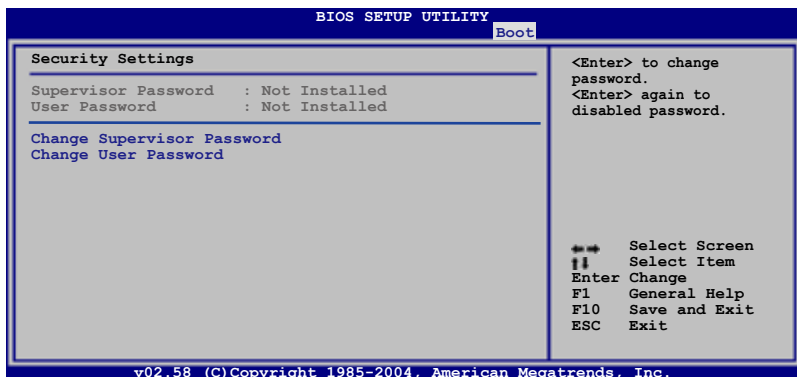 BIOS SETUP UTILITY
Boot
Security Settings
Supervisor Password : Not Installed
User Password : Not Installed
Change Supervisor Password
Change User Password
<Enter> to change
password.
<Enter> again to
disabled password.
Select Screen
Select Item
Enter Change
F1 General Help
F10 Save and Exit
ESC Exit
v02.58 (C)Copyright 1985-2004, American Megatrends, Inc.